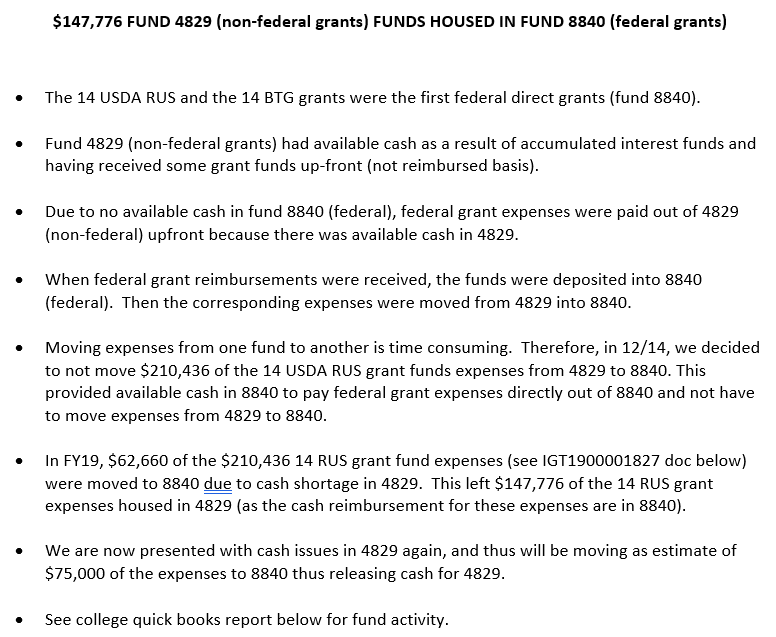 $147,776 FUND 4829 (non-federal grants) FUNDS HOUSED IN FUND 8840 (federal grants)
• The 14 USDA RUS and the 14 BTG grants were the first federal direct grants (fund 8840).
• Fund 4829 (non-federal grants) had available cash as a result of accumulated interest funds and
having received some grant funds up-front (not reimbursed basis).
• Due to no available cash in fund 8840 (federal), federal grant expenses were paid out of 4829
(non-federal) upfront because there was available cash in 4829.
• When federal grant reimbursements were received, the funds were deposited into 8840
(federal).  Then the corresponding expenses were moved from 4829 into 8840.
• Moving expenses from one fund to another is time consuming.  Therefore, in 12/14, we decided
to not move $210,436 of the 14 USDA RUS grant funds expenses from 4829 to 8840. This
provided available cash in 8840 to pay federal grant expenses directly out of 8840 and not have
to move expenses from 4829 to 8840.
• In FY19, $62,660 of the $210,436 14 RUS grant fund expenses (see IGT1900001827 doc below)
were moved to 8840 due to cash shortage in 4829.  This left $147,776 of the 14 RUS grant
expenses housed in 4829 (as the cash reimbursement for these expenses are in 8840).
• We are now presented with cash issues in 4829 again, and thus will be moving as estimate of
$75,000 of the expenses to 8840 thus releasing cash for 4829.
• See college quick books report below for fund activity.